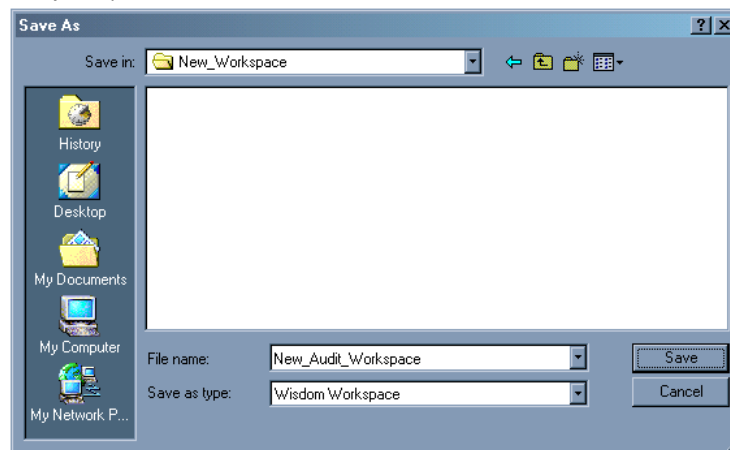 Save As
Save in:
New_Workspace
History
Desktop
My Documents
My Computer
My Network P...
File name:
New_Audit_Workspace
Save
Save as type:
Wisdom Workspace
Cancel